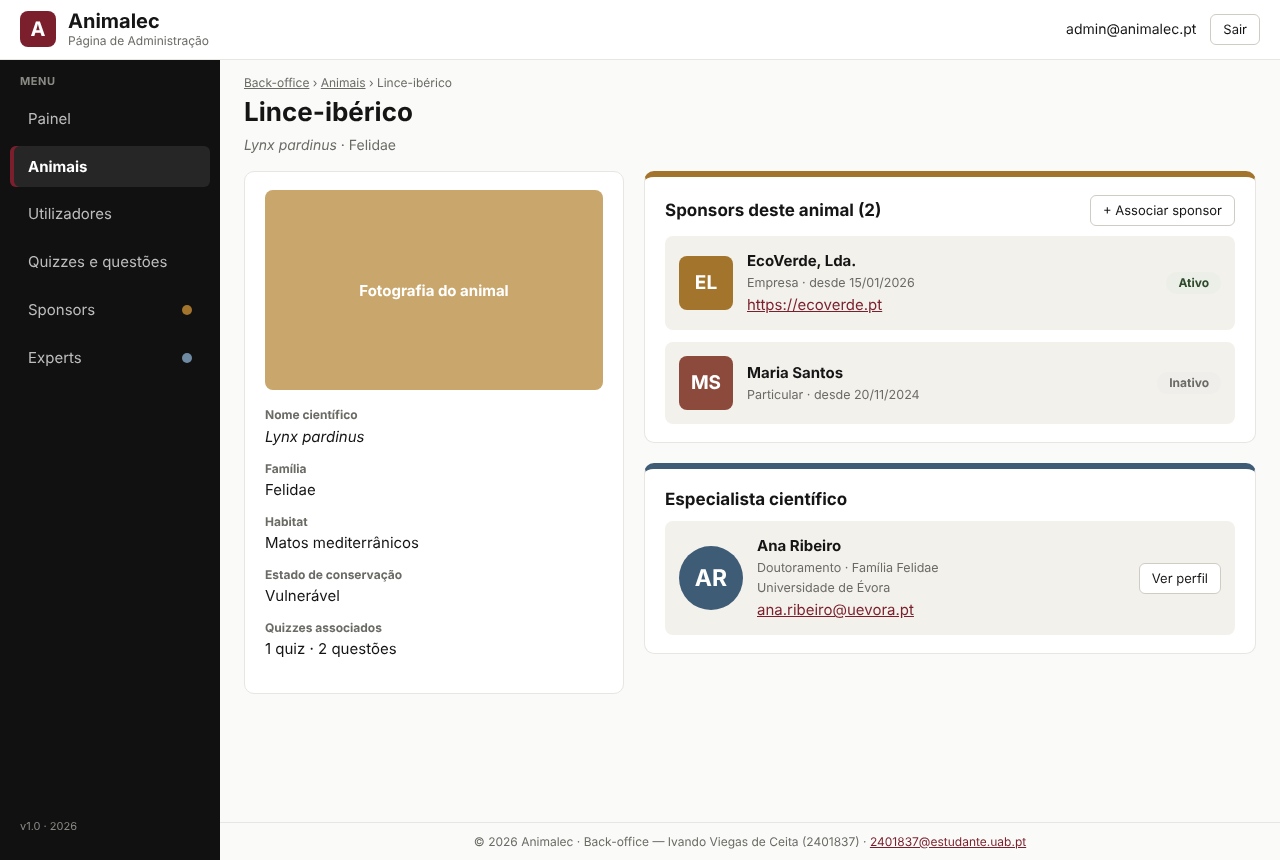 A
Animalec
Página de Administração
admin@animalec.pt
Sair
MENU
Painel
Animais
Utilizadores
Quizzes e questões
Sponsors
Experts
v1.0 · 2026
Back-office › Animais › Lince-ibérico
Lince-ibérico
Lynx pardinus · Felidae
Fotografia do animal
Nome científico
Lynx pardinus
Família
Felidae
Habitat
Matos mediterrânicos
Estado de conservação
Vulnerável
Quizzes associados
1 quiz · 2 questões
Sponsors deste animal (2)
+ Associar sponsor
EL
EcoVerde, Lda.
Empresa · desde 15/01/2026
https://ecoverde.pt
Ativo
MS
Maria Santos
Particular · desde 20/11/2024
Inativo
Especialista científico
AR
Ana Ribeiro
Doutoramento · Família Felidae
Universidade de Évora
ana.ribeiro@uevora.pt
Ver perfil
© 2026 Animalec · Back-office — Ivando Viegas de Ceita (2401837) · 2401837@estudante.uab.pt